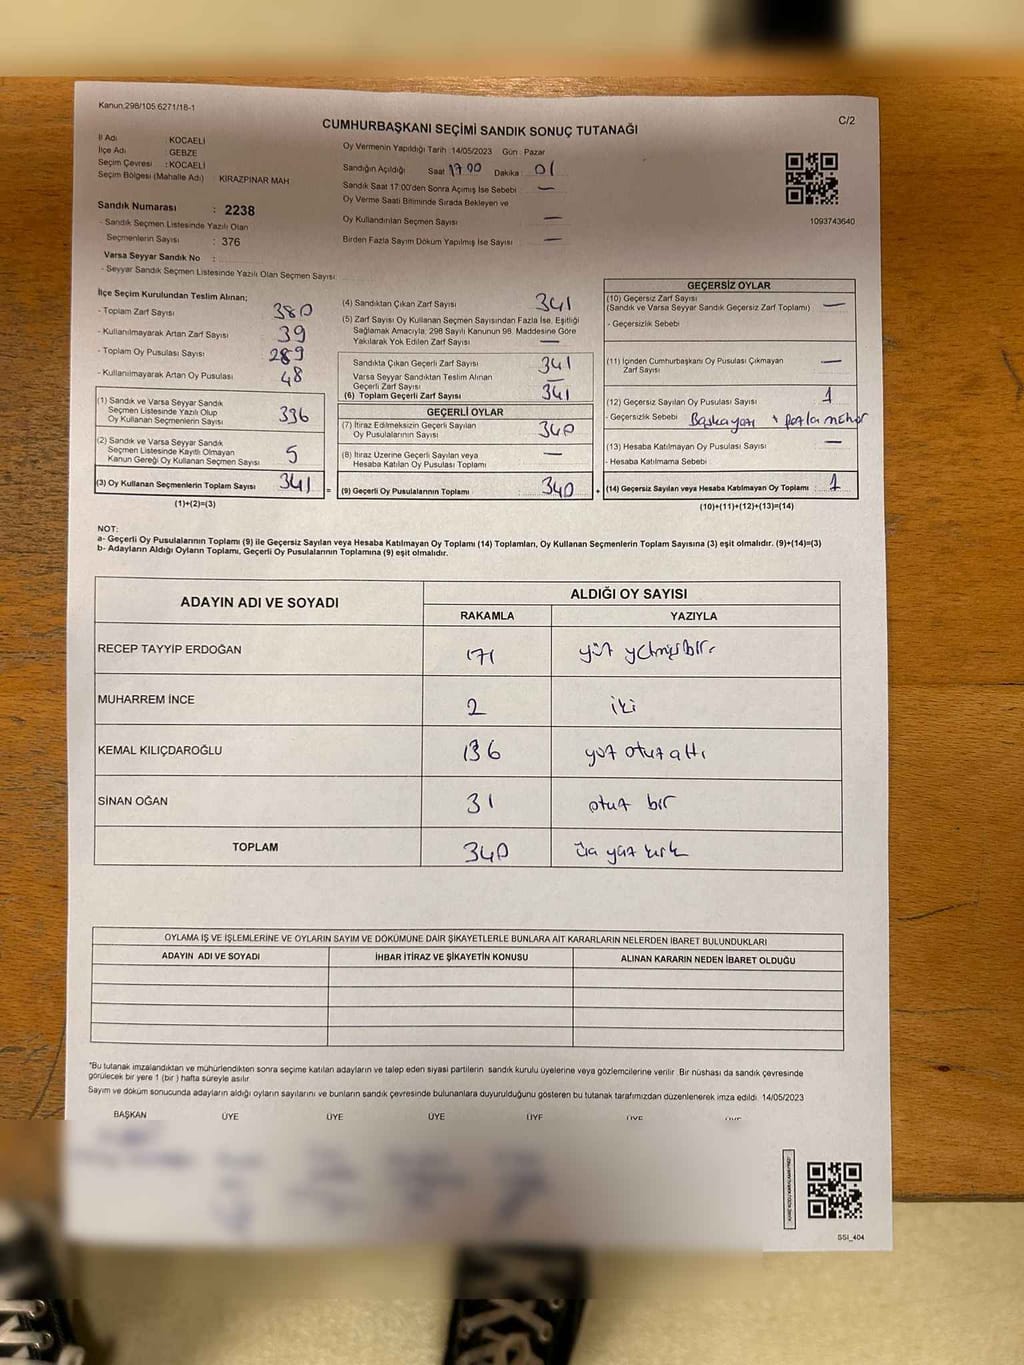 Kanun,298/105 6271/18-1
C/2
CUMHURBAŞKANI SEÇİMİ SANDIK SONUÇ TUTANAĞI
İl Adı : KOCAELİ
İlçe Adı : GEBZE
Seçim Çevresi : KOCAELİ
Seçim Bölgesi (Mahalle Adı) : KIRAZPINAR MAH
Sandık Numarası : 2238
- Sandık Seçmen Listesinde Yazılı Olan
Seçmenlerin Sayısı : 376
Varsa Seyyar Sandık No :
- Seyyar Sandık Seçmen Listesinde Yazılı Olan Seçmen Sayısı:
Oy Vermenin Yapıldığı Tarih : 14/05/2023 Gün : Pazar
Sandığın Açıldığı Saat 17 00 Dakika : 01
Sandık Saat 17:00'den Sonra Açımış İse Sebebi : —
Oy Verme Saati Bitiminde Sırada Bekleyen ve
Oy Kullandırılan Seçmen Sayısı —
Birden Fazla Sayım Döküm Yapılmış İse Sayısı —
1093743640
İlçe Seçim Kurulundan Teslim Alınan;
- Toplam Zarf Sayısı 380
- Kullanılmayarak Artan Zarf Sayısı 39
- Toplam Oy Pusulası Sayısı 289
- Kullanılmayarak Artan Oy Pusulası 48
(1) Sandık ve Varsa Seyyar Sandık
Seçmen Listesinde Yazılı Olup
Oy Kullanan Seçmenlerin Sayısı 336
(2) Sandık ve Varsa Seyyar Sandık
Seçmen Listesinde Kayıtlı Olmayan
Kanun Gereği Oy Kullanan Seçmen Sayısı 5
(3) Oy Kullanan Seçmenlerin Toplam Sayısı 341
(1)+(2)=(3)
(4) Sandıktan Çıkan Zarf Sayısı 341
(5) Zarf Sayısı Oy Kullanan Seçmen Sayısından Fazla İse, Eşitliği
Sağlamak Amacıyla, 298 Sayılı Kanunun 98. Maddesine Göre
Yakılarak Yok Edilen Zarf Sayısı —
Sandıkta Çıkan Geçerli Zarf Sayısı 341
Varsa Seyyar Sandıktan Teslim Alınan
Geçerli Zarf Sayısı —
(6) Toplam Geçerli Zarf Sayısı 341
GEÇERLİ OYLAR
(7) İtiraz Edilmeksizin Geçerli Sayılan
Oy Pusulalarının Sayısı 340
(8) İtiraz Üzerine Geçerli Sayılan veya
Hesaba Katılan Oy Pusulası Toplamı —
= (9) Geçerli Oy Pusulalarının Toplamı : 340 +
GEÇERSİZ OYLAR
(10) Geçersiz Zarf Sayısı
(Sandık ve Varsa Seyyar Sandık Geçersiz Zarf Toplamı) —
- Geçersizlik Sebebi :
(11) İçinden Cumhurbaşkanı Oy Pusulası Çıkmayan
Zarf Sayısı —
(12) Geçersiz Sayılan Oy Pusulası Sayısı 1
- Geçersizlik Sebebi : fazla mühür
(13) Hesaba Katılmayan Oy Pusulası Sayısı —
- Hesaba Katılmama Sebebi :
(14) Geçersiz Sayılan veya Hesaba Katılmayan Oy Toplamı : 1
(10)+(11)+(12)+(13)=(14)
NOT:
a- Geçerli Oy Pusulalarının Toplamı (9) ile Geçersiz Sayılan veya Hesaba Katılmayan Oy Toplamı (14) Toplamları, Oy Kullanan Seçmenlerin Toplam Sayısına (3) eşit olmalıdır. (9)+(14)=(3)
b- Adayların Aldığı Oyların Toplamı, Geçerli Oy Pusulalarının Toplamına (9) eşit olmalıdır.
ADAYIN ADI VE SOYADI
ALDIĞI OY SAYISI
RAKAMLA YAZIYLA
RECEP TAYYİP ERDOĞAN 171 yüz yetmişbir
MUHARREM İNCE 2 iki
KEMAL KILIÇDAROĞLU 136 yüz otuz altı
SİNAN OĞAN 31 otuz bir
TOPLAM 340 üç yüz kırk
OYLAMA İŞ VE İŞLEMLERİNE VE OYLARIN SAYIM VE DÖKÜMÜNE DAİR ŞİKAYETLERLE BUNLARA AİT KARARLARIN NELERDEN İBARET BULUNDUKLARI
ADAYIN ADI VE SOYADI İHBAR İTİRAZ VE ŞİKAYETİN KONUSU ALINAN KARARIN NEDEN İBARET OLDUĞU
*Bu tutanak imzalandıktan ve mühürlendikten sonra seçime katılan adayların ve talep eden siyasi partilerin sandık kurulu üyelerine veya gözlemcilerine verilir. Bir nüshası da sandık çevresinde
görülecek bir yere 1 (bir) hafta süreyle asılır.
Sayım ve döküm sonucunda adayların aldığı oyların sayılarını ve bunların sandık çevresinde bulunanlara duyurulduğunu gösteren bu tutanak tarafımızdan düzenlenerek imza edildi. 14/05/2023
BAŞKAN ÜYE ÜYE ÜYE ÜYE ÜYE ÜYE
SSI_404